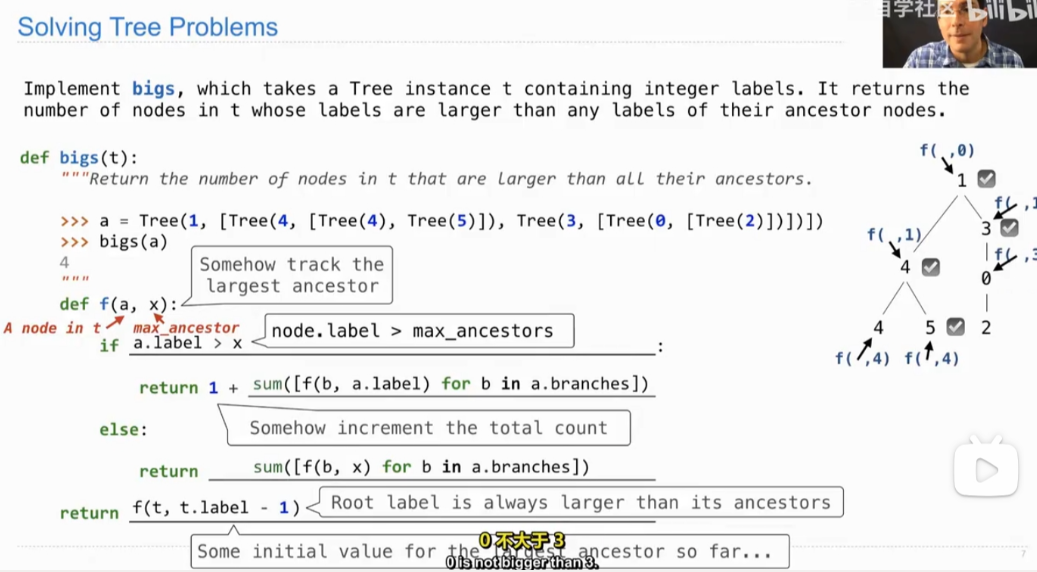 Solving Tree Problems
自学社区 bilibili
Implement bigs, which takes a Tree instance t containing integer labels. It returns the
number of nodes in t whose labels are larger than any labels of their ancestor nodes.
def bigs(t):
"""Return the number of nodes in t that are larger than all their ancestors.
>>> a = Tree(1, [Tree(4, [Tree(4), Tree(5)]), Tree(3, [Tree(0, [Tree(2)])])])
>>> bigs(a)
4
"""
Somehow track the
largest ancestor
def f(a, x):
A node in t
max_ancestor
node.label > max_ancestors
if a.label > x :
return 1 + sum([f(b, a.label) for b in a.branches])
Somehow increment the total count
else:
return sum([f(b, x) for b in a.branches])
return f(t, t.label - 1)
Root label is always larger than its ancestors
Some initial value for the largest ancestor so far...
f( ,0)
1
f( ,1
3
f( ,1)
f( ,3
4
0
4 5 2
f( ,4) f( ,4)
0 不大于 3
0 is not bigger than 3.
7